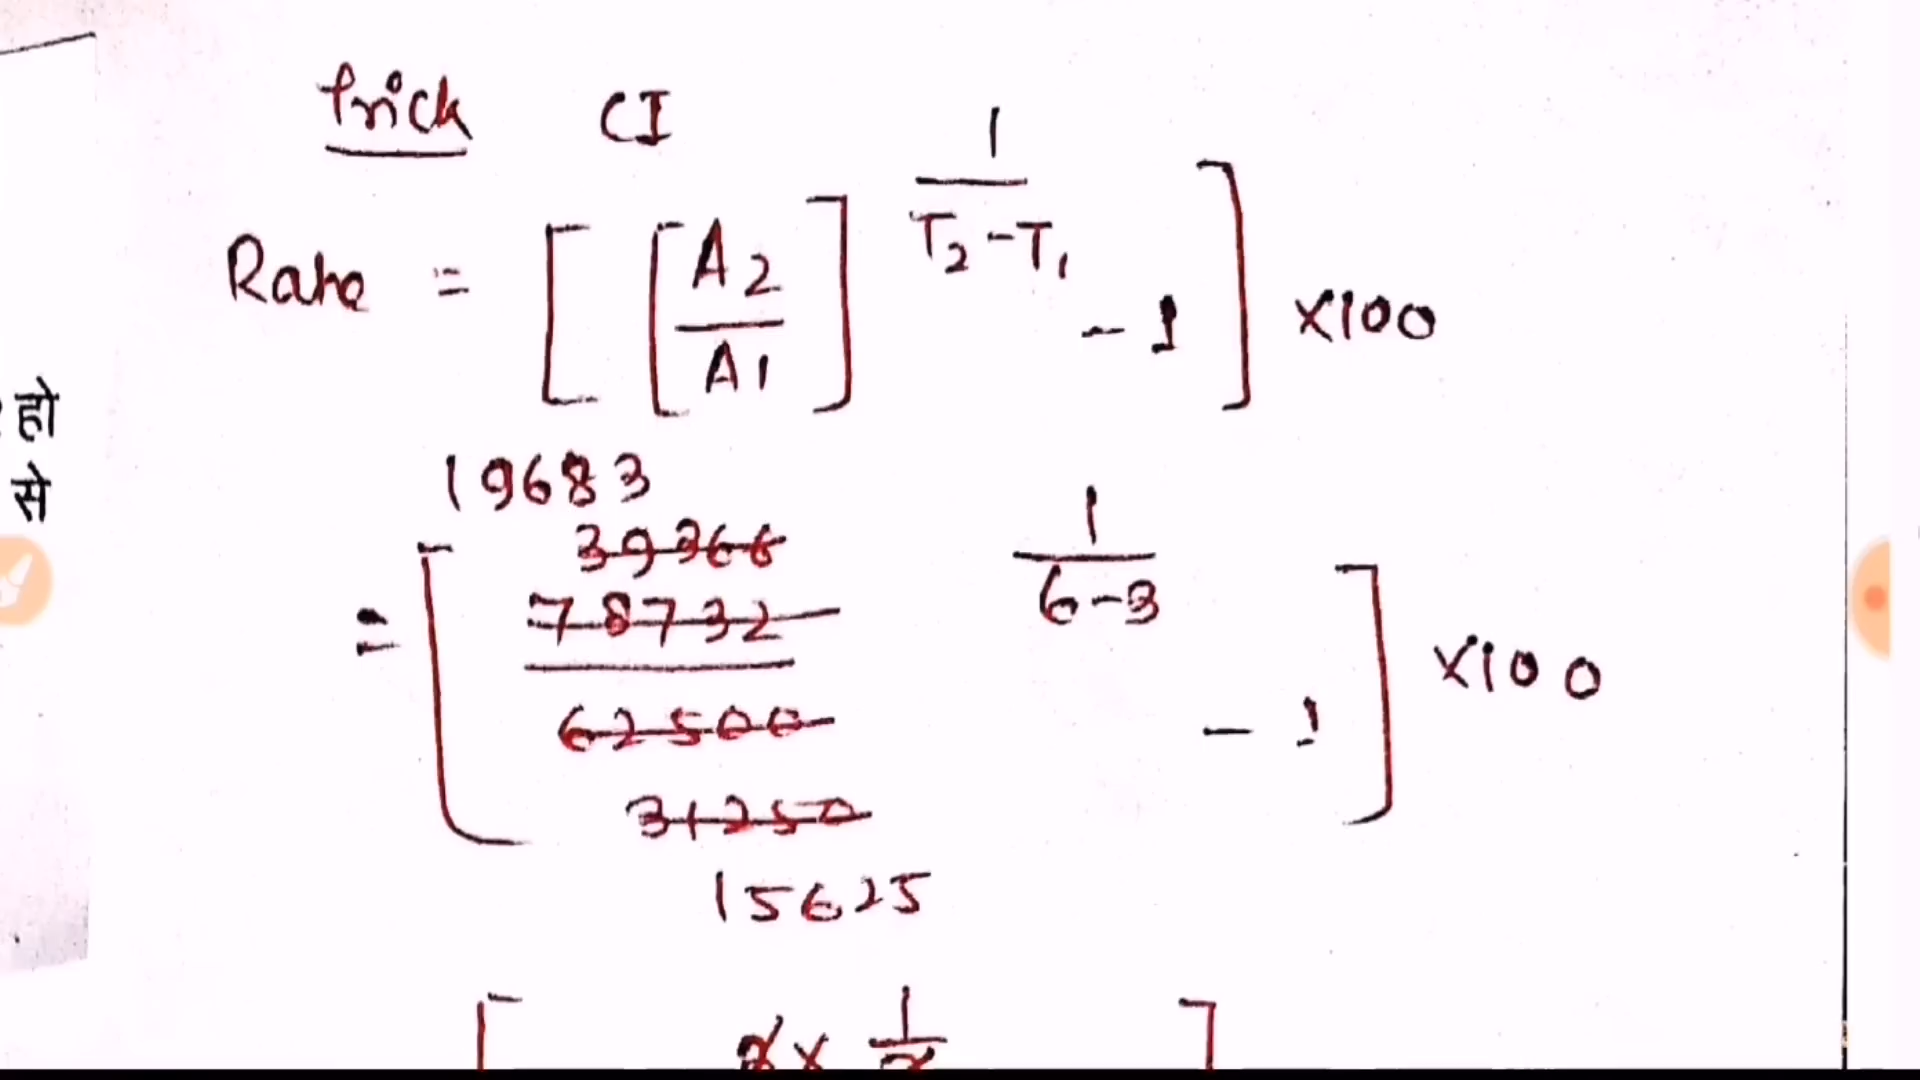 Trick CI
Rate = [ [ A2 / A1 ] 1 / T2 - T1 - 1 ] ×100
हो
से
19683
39366
78732
62500
31250
15625
= [ 1 / 6-3 - 1 ] ×100
[ × 1 ]